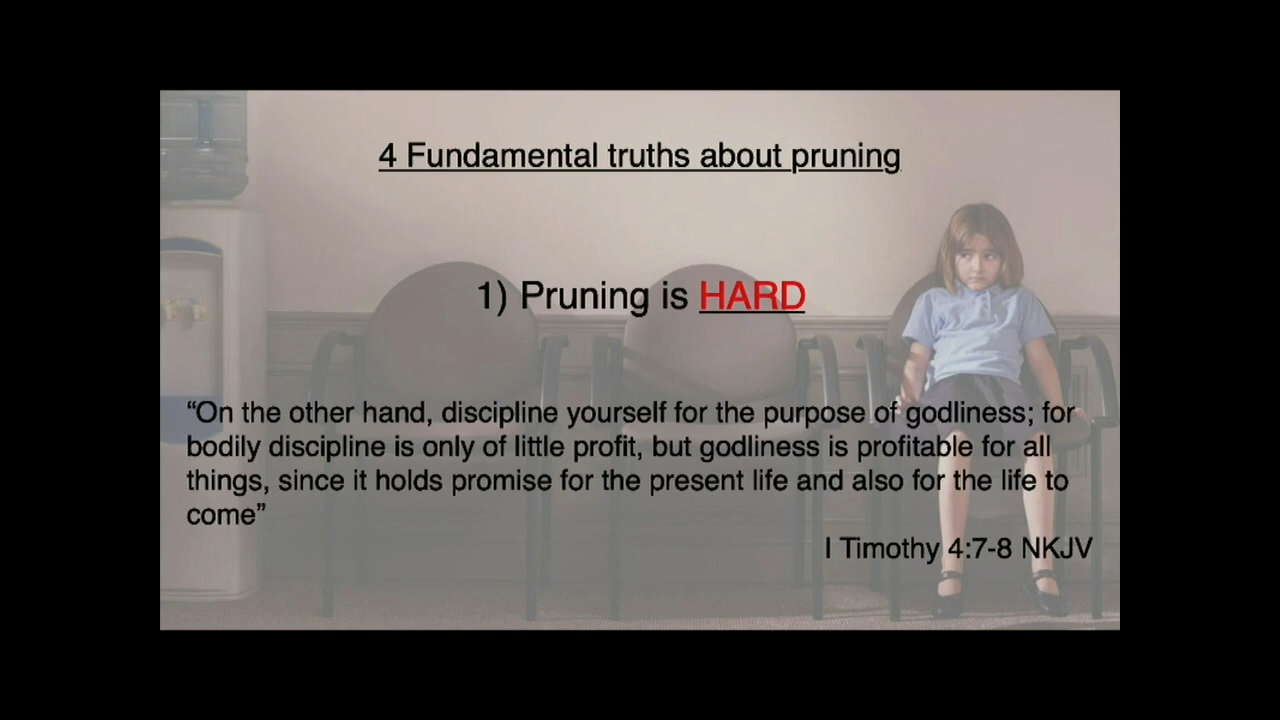 4 Fundamental truths about pruning
1) Pruning is HARD
“On the other hand, discipline yourself for the purpose of godliness; for
bodily discipline is only of little profit, but godliness is profitable for all
things, since it holds promise for the present life and also for the life to
come”
I Timothy 4:7-8 NKJV